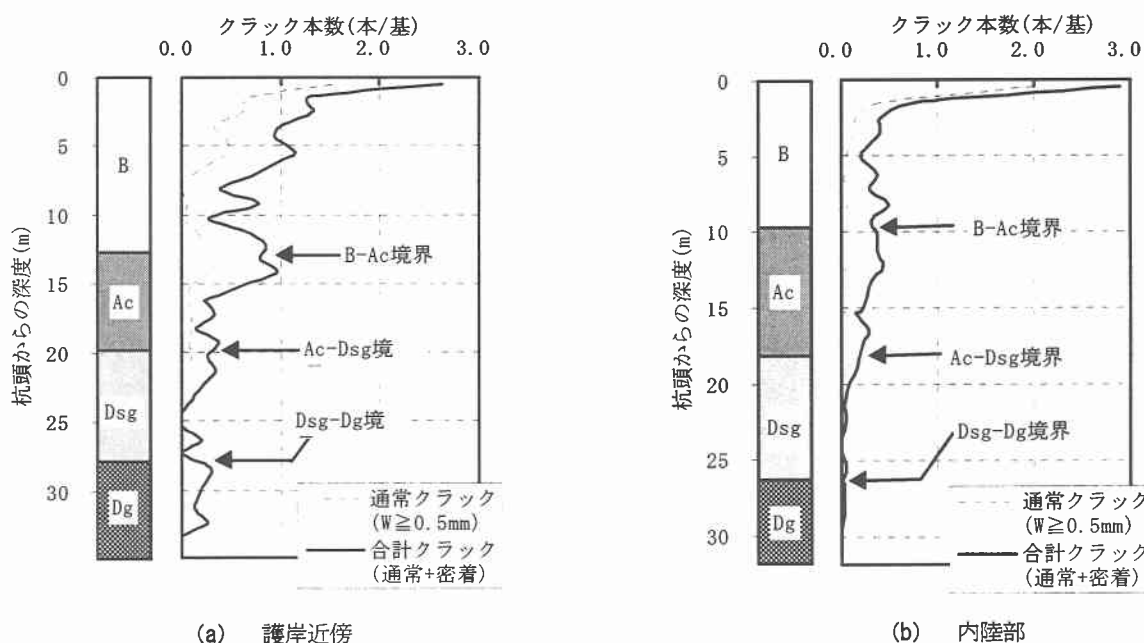 クラック本数(本/基)
0.0 1.0 2.0 3.0
杭頭からの深度(m)
0
5
10
15
20
25
30
B
Ac
Dsg
Dg
B-Ac境界
Ac-Dsg境
Dsg-Dg境
通常クラック
(W≧0.5mm)
合計クラック
(通常+密着)
(a) 護岸近傍
クラック本数(本/基)
0.0 1.0 2.0 3.0
杭頭からの深度(m)
0
5
10
15
20
25
30
B
Ac
Dsg
Dg
B-Ac境界
Ac-Dsg境界
Dsg-Dg境界
通常クラック
(W≧0.5mm)
合計クラック
(通常+密着)
(b) 内陸部